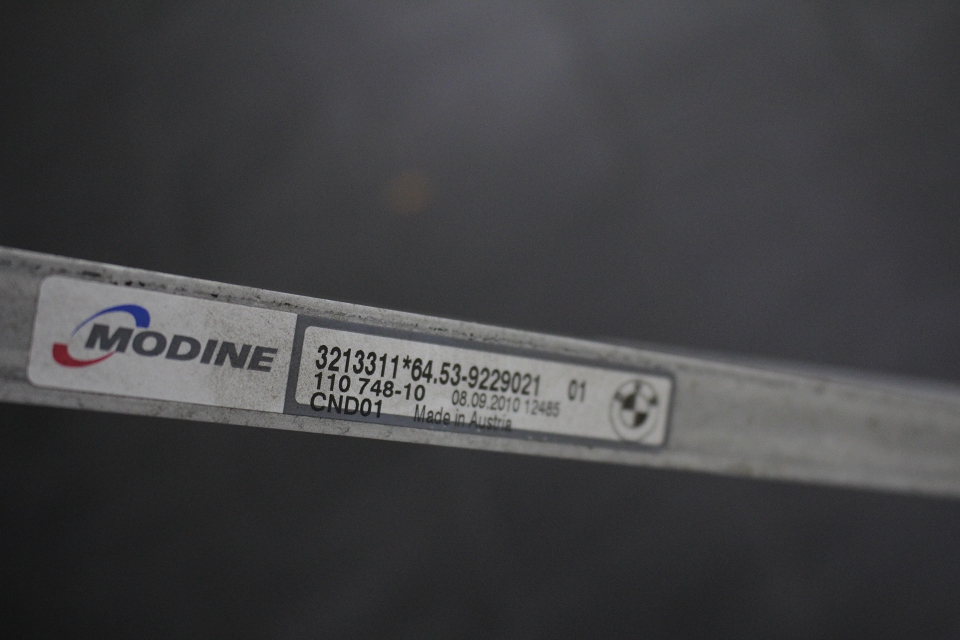 MODINE
3213311*64.53-9229021 01
110 748-10 08.09.2010 12485
CND01 Made in Austria